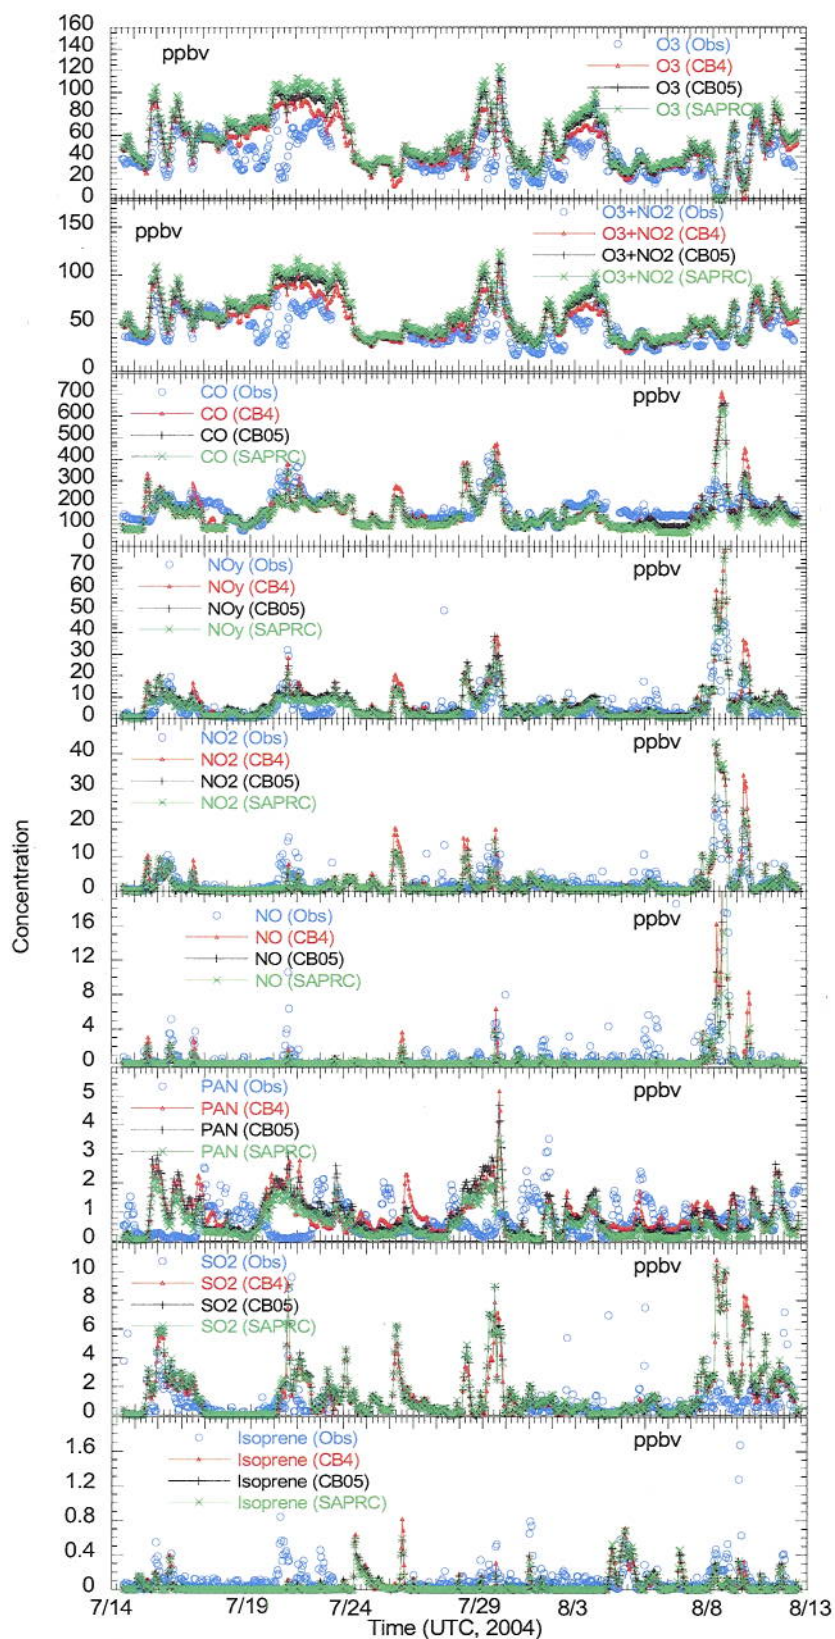 160
140
120
100
80
60
40
20
0
ppbv
O3 (Obs)
O3 (CB4)
O3 (CB05)
O3 (SAPRC)
150
100
50
0
ppbv
O3+NO2 (Obs)
O3+NO2 (CB4)
O3+NO2 (CB05)
O3+NO2 (SAPRC)
700
600
500
400
300
200
100
0
CO (Obs)
CO (CB4)
CO (CB05)
CO (SAPRC)
ppbv
70
60
50
40
30
20
10
0
NOy (Obs)
NOy (CB4)
NOy (CB05)
NOy (SAPRC)
ppbv
40
30
20
10
0
NO2 (Obs)
NO2 (CB4)
NO2 (CB05)
NO2 (SAPRC)
ppbv
Concentration
16
12
8
4
0
NO (Obs)
NO (CB4)
NO (CB05)
NO (SAPRC)
ppbv
5
4
3
2
1
0
PAN (Obs)
PAN (CB4)
PAN (CB05)
PAN (SAPRC)
ppbv
10
8
6
4
2
0
SO2 (Obs)
SO2 (CB4)
SO2 (CB05)
SO2 (SAPRC)
ppbv
1.6
1.2
0.8
0.4
0
Isoprene (Obs)
Isoprene (CB4)
Isoprene (CB05)
Isoprene (SAPRC)
ppbv
7/14 7/19 7/24 7/29 8/3 8/8 8/13
Time (UTC, 2004)